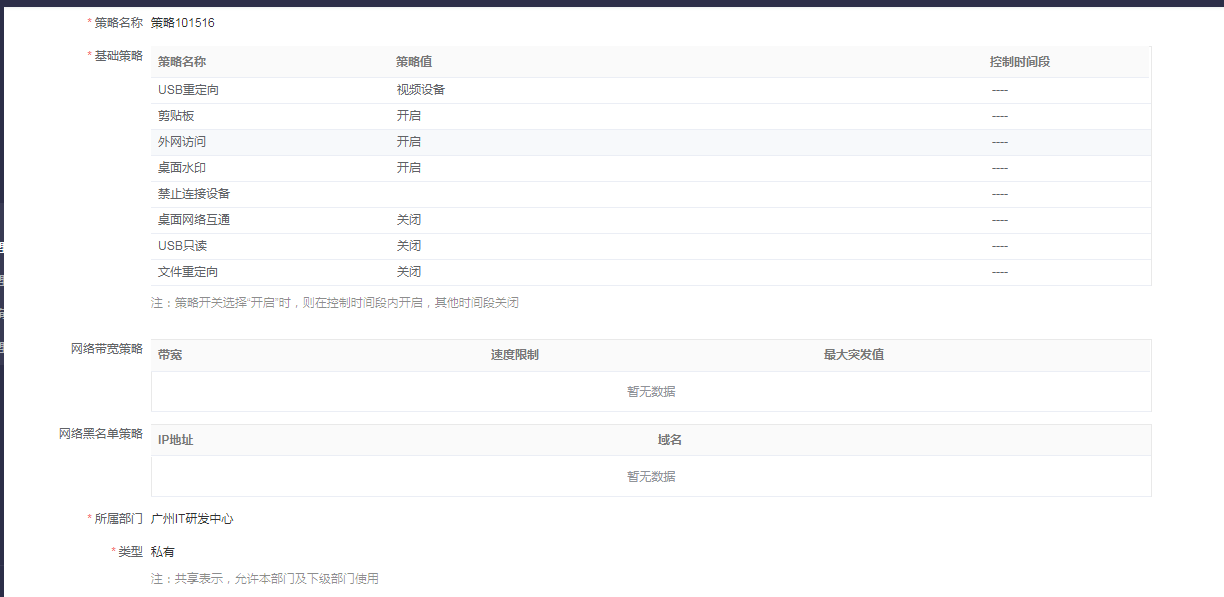 * 策略名称 策略101516
* 基础策略
策略名称 策略值 控制时间段
USB重定向 视频设备 ----
剪贴板 开启 ----
外网访问 开启 ----
桌面水印 开启 ----
禁止连接设备 ----
桌面网络互通 关闭 ----
USB只读 关闭 ----
文件重定向 关闭 ----
注：策略开关选择“开启”时，则在控制时间段内开启，其他时间段关闭
网络带宽策略 带宽 速度限制 最大突发值
暂无数据
网络黑名单策略 IP地址 域名
暂无数据
* 所属部门 广州IT研发中心
* 类型 私有
注：共享表示，允许本部门及下级部门使用